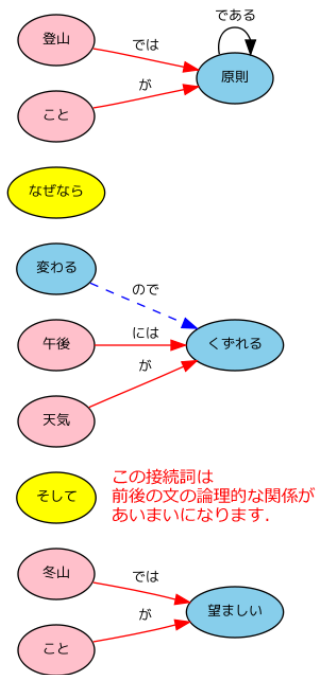 である
登山
では
原則
が
こと
なぜなら
変わる
ので
午後
には
くずれる
が
天気
そして
この接続詞は
前後の文の論理的な関係が
あいまいになります.
冬山
では
望ましい
が
こと